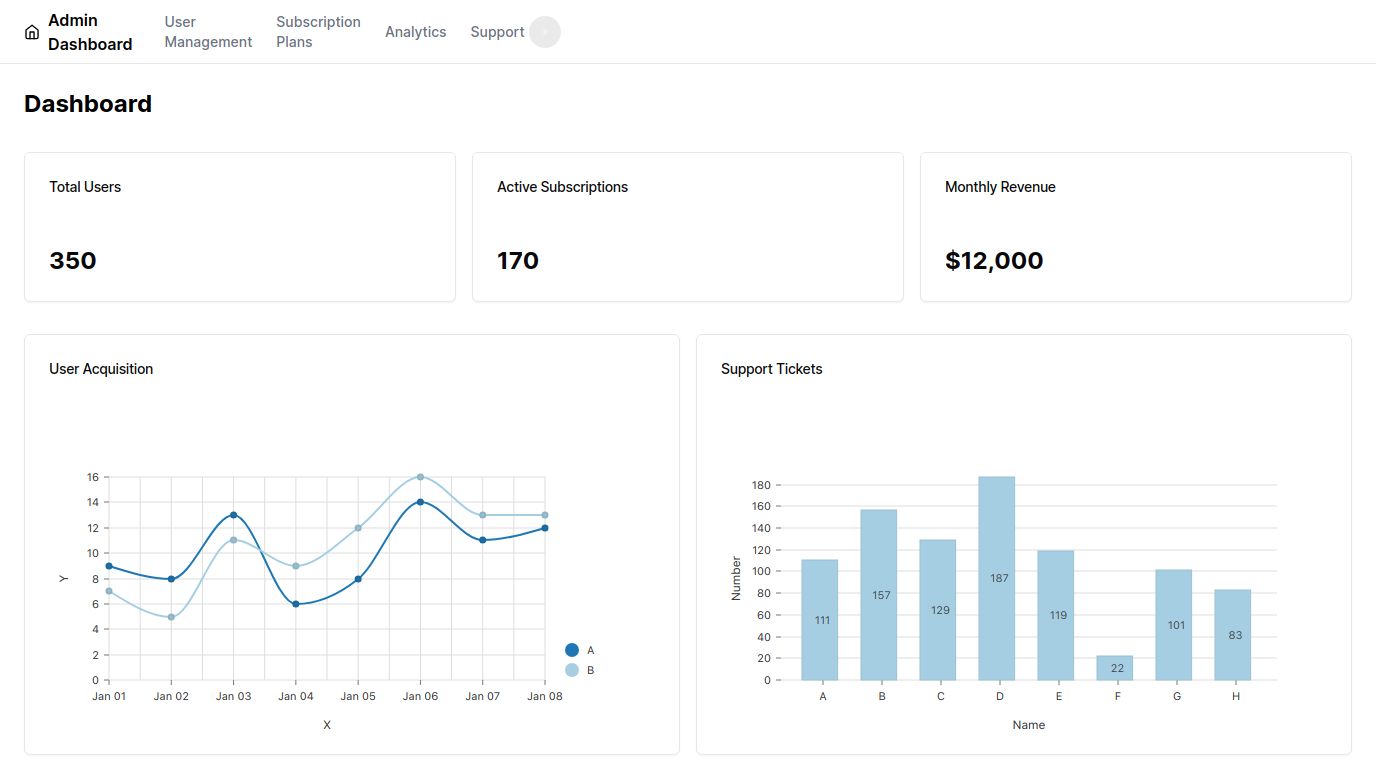 Admin
Dashboard
User
Management
Subscription
Plans
Analytics
Support
Dashboard
Total Users
350
Active Subscriptions
170
Monthly Revenue
$12,000
User Acquisition
16
14
12
10
8
6
4
2
0
Y
Jan 01 Jan 02 Jan 03 Jan 04 Jan 05 Jan 06 Jan 07 Jan 08
X
A
B
Support Tickets
180
160
140
120
100
80
60
40
20
0
Number
111
157
129
187
119
22
101
83
A B C D E F G H
Name